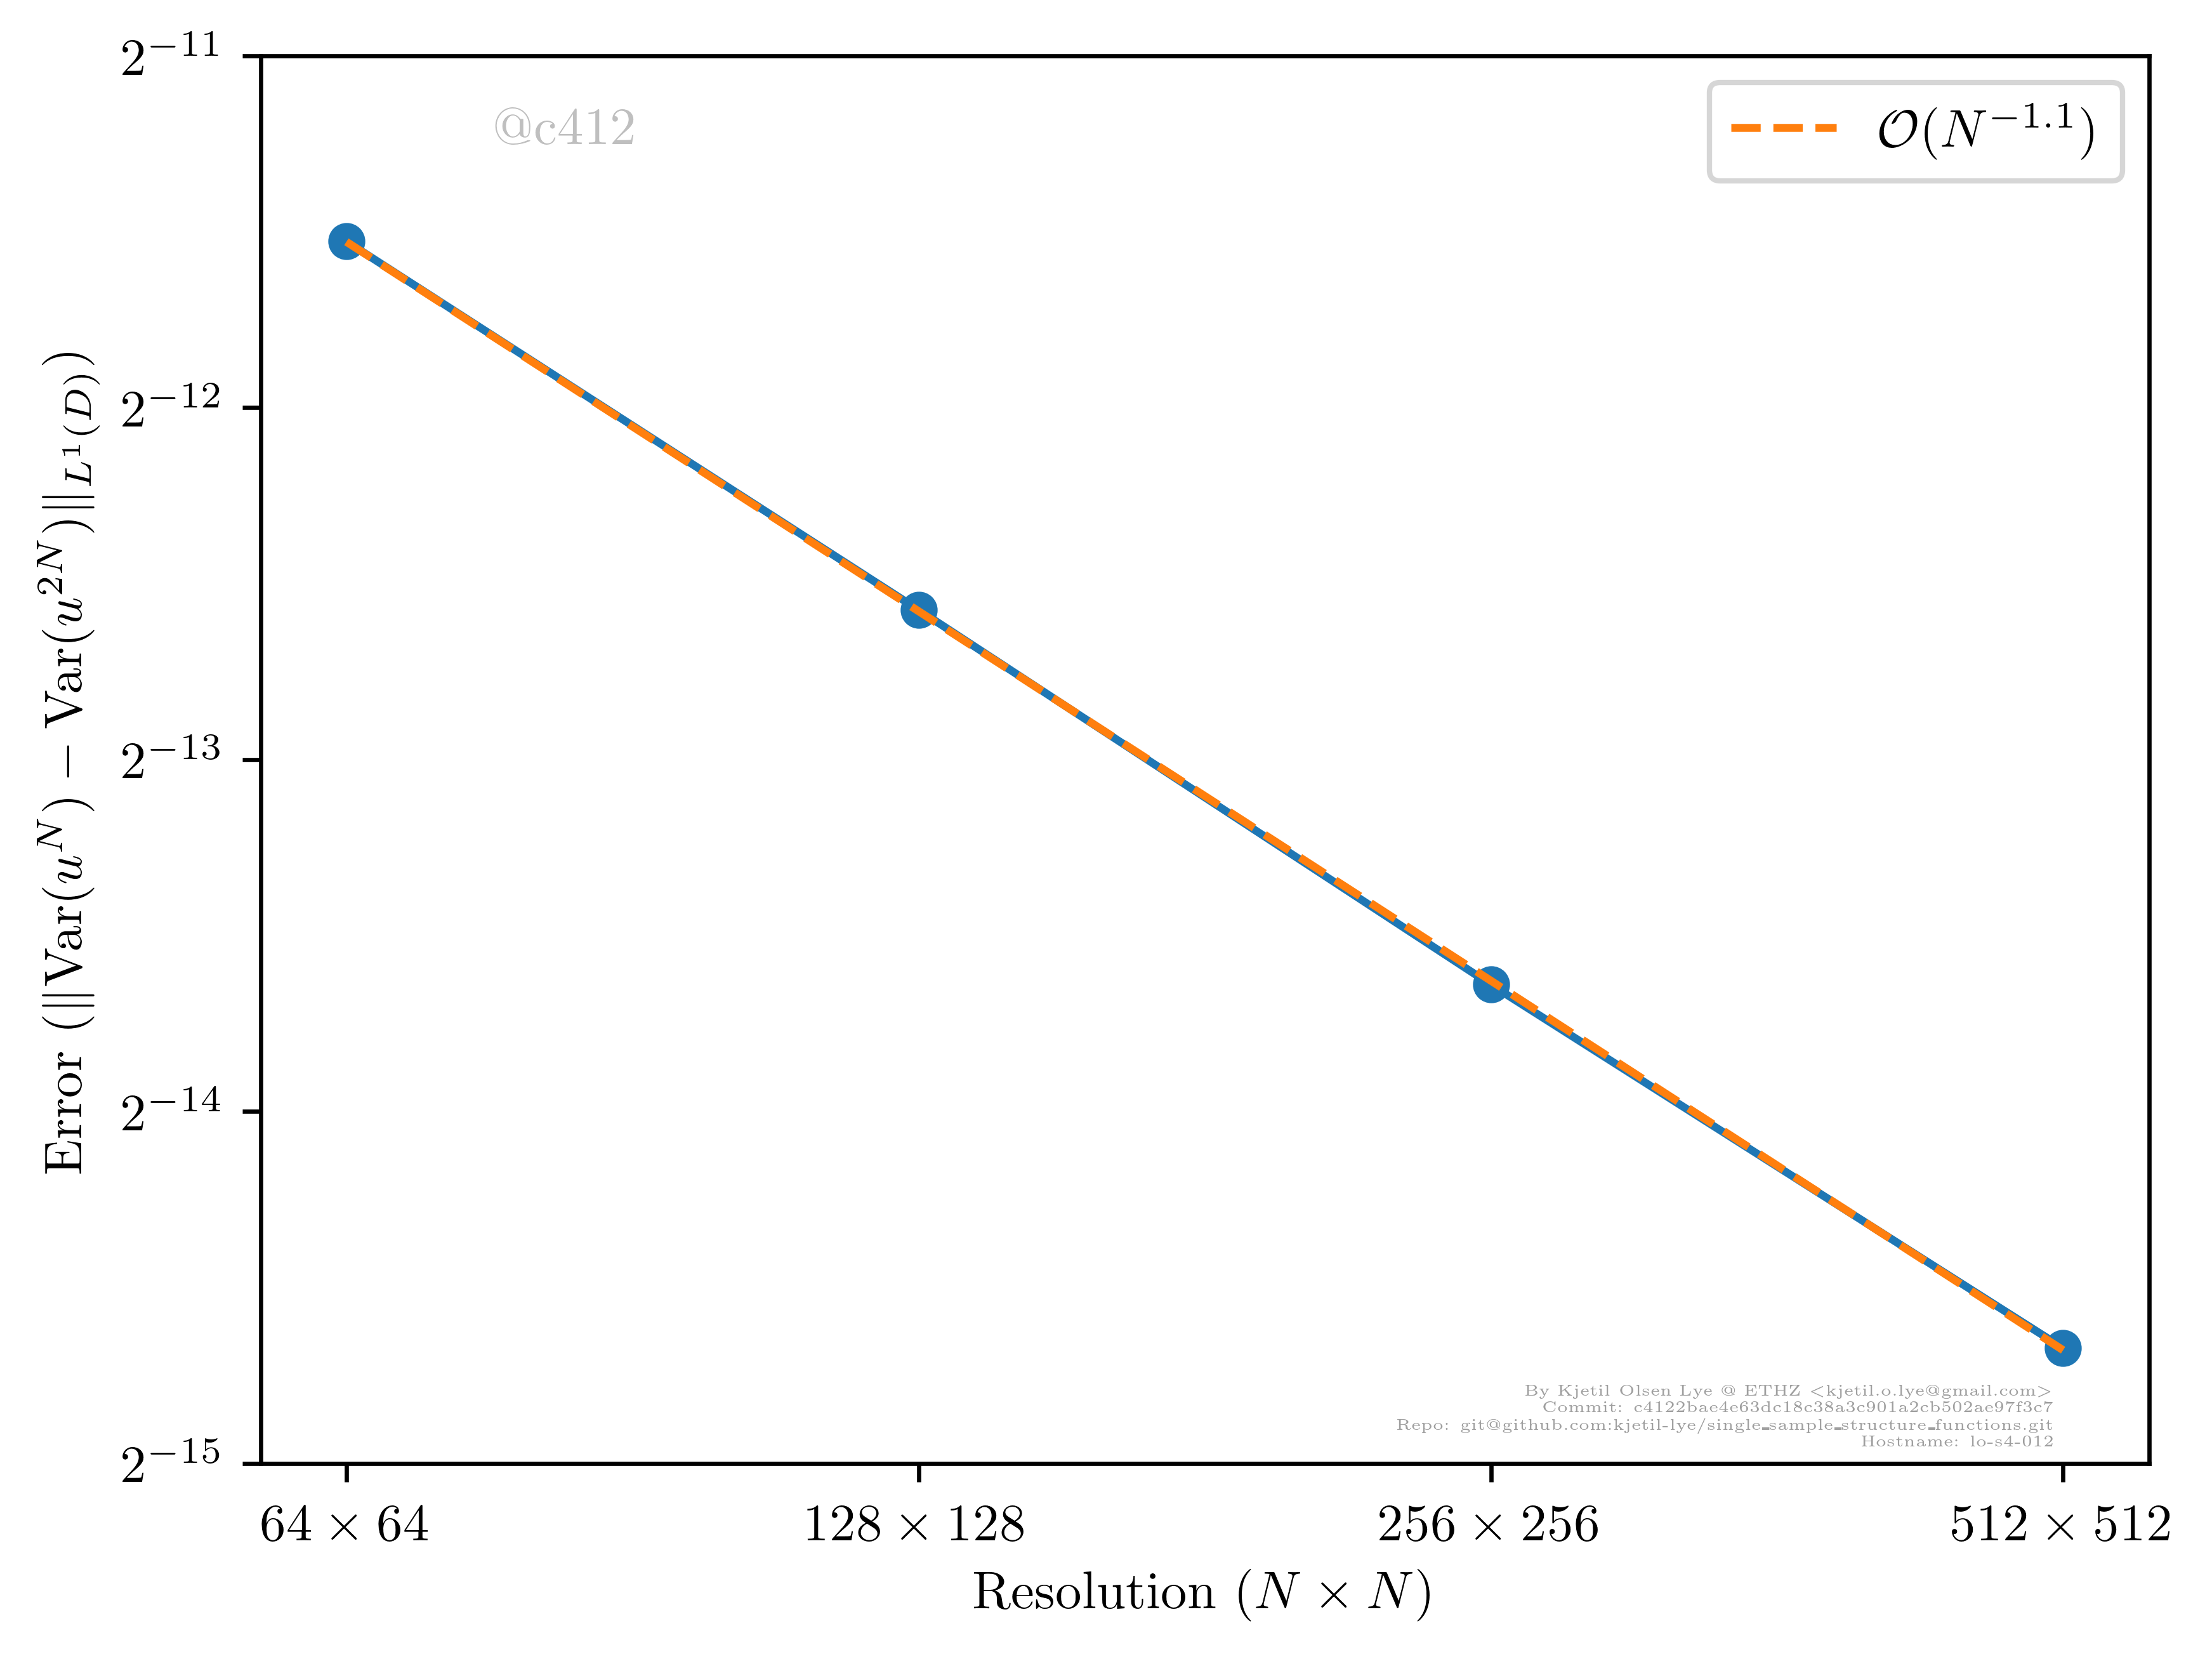 2^{-11}
@c412
\mathcal{O}(N^{-1.1})
2^{-12}
2^{-13}
2^{-14}
2^{-15}
Error (||Var(u^N) − Var(u^{2N})||_{L^1(D)})
By Kjetil Olsen Lye @ ETHZ <kjetil.o.lye@gmail.com>
Commit: c4122bae4e63dc18c38a3c901a2cb502ae97f3c7
Repo: git@github.com:kjetil-lye/single_sample_structure_functions.git
Hostname: lo-s4-012
64 × 64 128 × 128 256 × 256 512 × 512
Resolution (N × N)